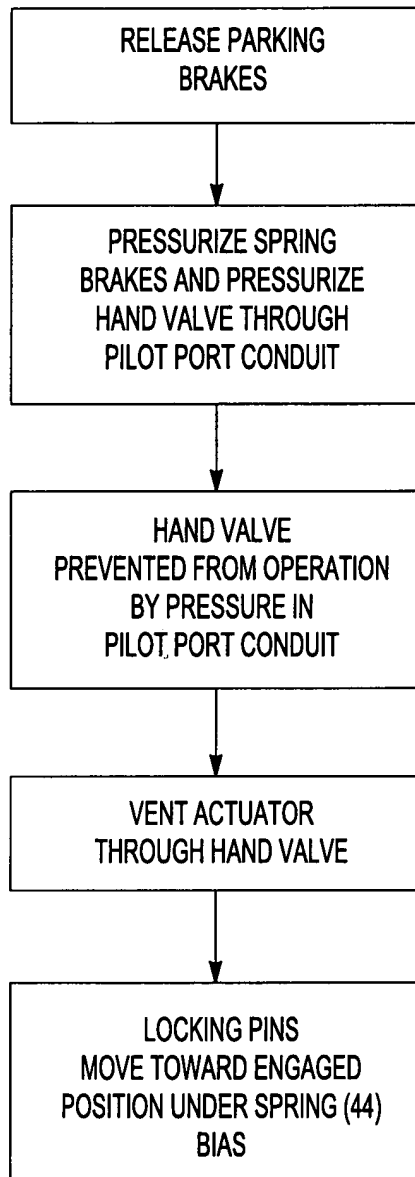 RELEASE PARKING
BRAKES
PRESSURIZE SPRING
BRAKES AND PRESSURIZE
HAND VALVE THROUGH
PILOT PORT CONDUIT
HAND VALVE
PREVENTED FROM OPERATION
BY PRESSURE IN
PILOT PORT CONDUIT
VENT ACTUATOR
THROUGH HAND VALVE
LOCKING PINS
MOVE TOWARD ENGAGED
POSITION UNDER SPRING (44)
BIAS